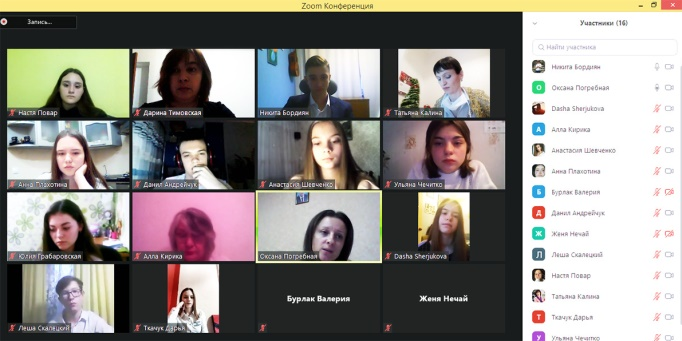 Zoom Конференция
Запись...
Настя Повар
Дарина Тимовская
Никита Бордиян
Татьяна Калина
Анна Плахотина
Данил Андрейчук
Анастасия Шевченко
Ульяна Чечитко
Юлия Грабаровская
Алла Кирика
Оксана Погребная
Dasha Sherjukova
Леша Скалецкий
Ткачук Дарья
Бурлак Валерия
Женя Нечай
Участники (16)
Найти участника
Никита Бордиян
О
Оксана Погребная
Dasha Sherjukova
А
Алла Кирика
Анастасия Шевченко
Анна Плахотина
Б
Бурлак Валерия
Д
Данил Андрейчук
Ж
Женя Нечай
Л
Леша Скалецкий
Настя Повар
Татьяна Калина
Т
Ткачук Дарья
У
Ульяна Чечитко